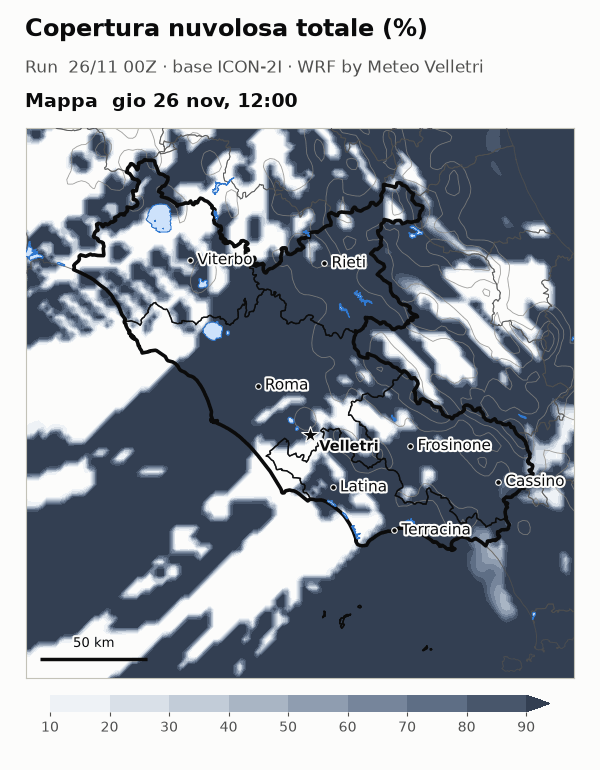 Copertura nuvolosa totale (%)
Run  26/11 00Z · base ICON-2I · WRF by Meteo Velletri
Mappa  gio 26 nov, 12:00
Viterbo
Rieti
Roma
Velletri
Frosinone
Latina
Cassino
Terracina
50 km
10 20 30 40 50 60 70 80 90